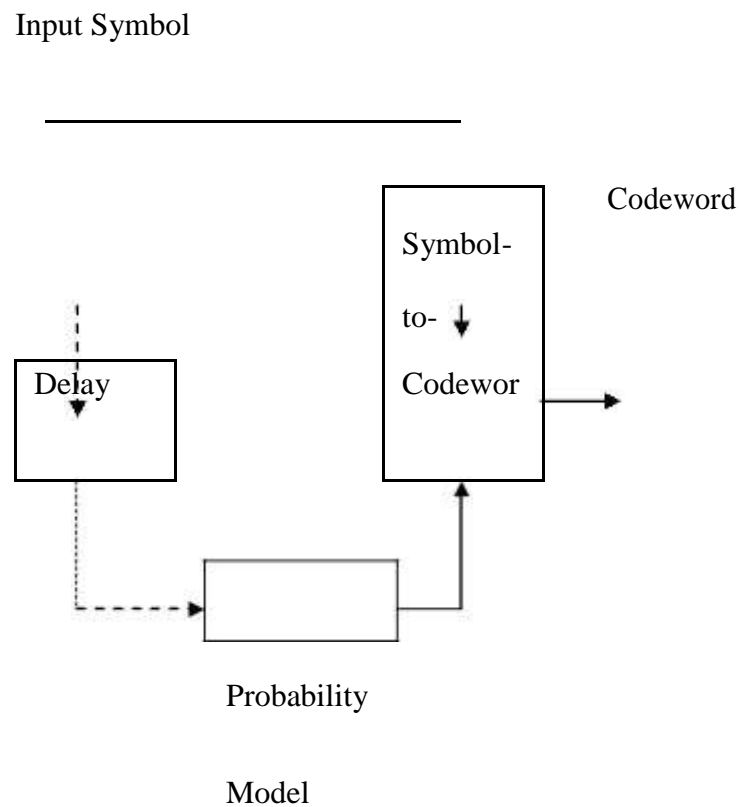 Input Symbol
Codeword
Symbol-
to-
Codewor
Delay
Probability
Model